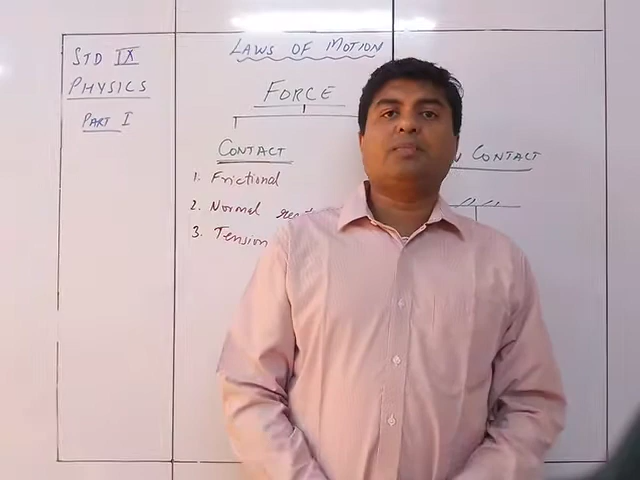 STD IX
PHYSICS
PART I
LAWS OF MOTION
FORCE
CONTACT
CONTACT
1. Frictional
2. Normal
3. Tension